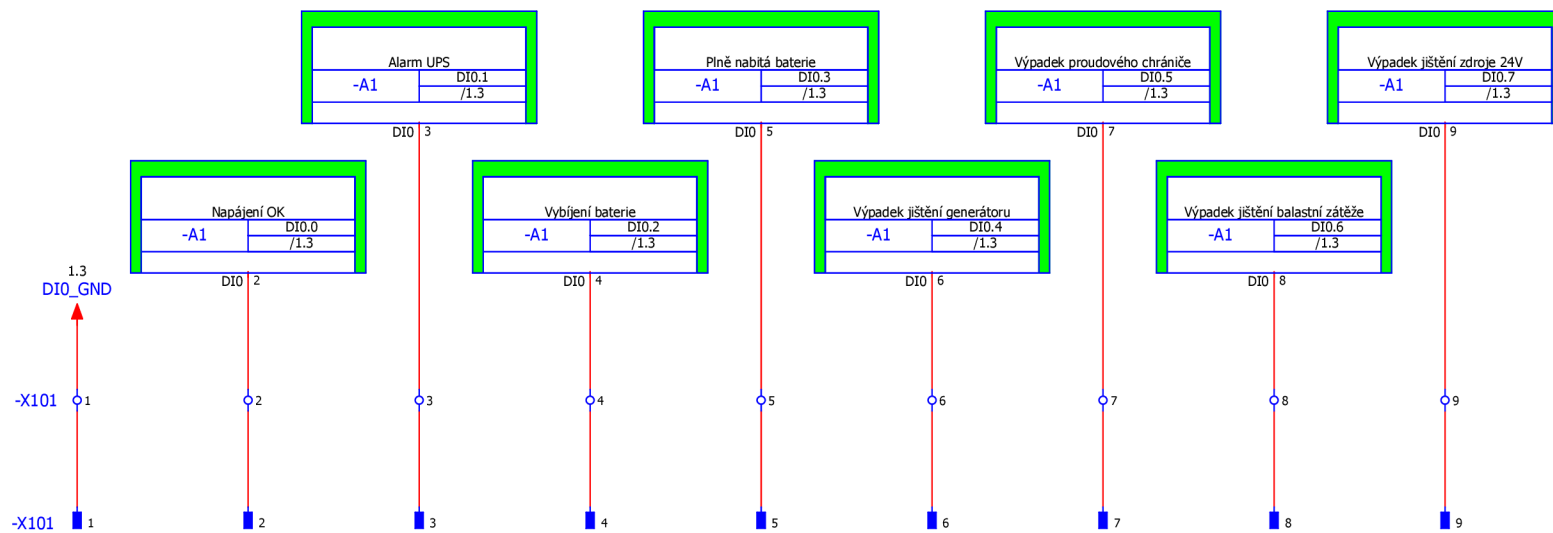 Alarm UPS
-A1
DI0.1
/1.3
DI0 3
Plně nabitá baterie
-A1
DI0.3
/1.3
DI0 5
Výpadek proudového chrániče
-A1
DI0.5
/1.3
DI0 7
Výpadek jištění zdroje 24V
-A1
DI0.7
/1.3
DI0 9
Napájení OK
-A1
DI0.0
/1.3
DI0 2
Vybíjení baterie
-A1
DI0.2
/1.3
DI0 4
Výpadek jištění generátoru
-A1
DI0.4
/1.3
DI0 6
Výpadek jištění balastní zátěže
-A1
DI0.6
/1.3
DI0 8
1.3
DI0_GND
-X101 1 2 3 4 5 6 7 8 9
-X101 1 2 3 4 5 6 7 8 9